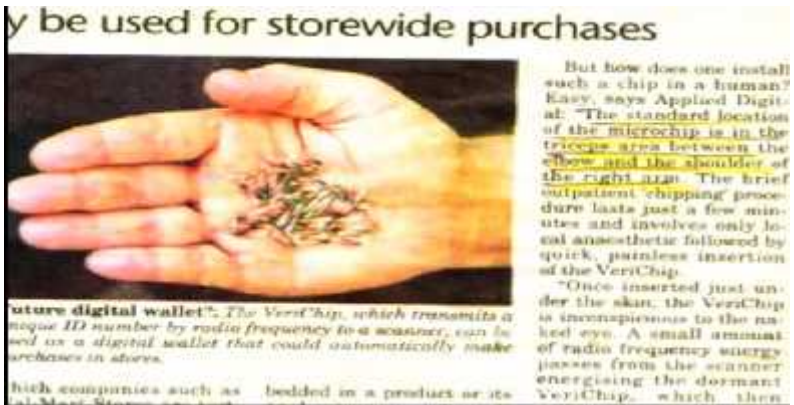 y be used for storewide purchases
uture digital wallet": The VeriChip, which transmits a
nique ID number by radio frequency to a scanner, can be
sed as a digital wallet that could automatically make
urchases in stores.
hich companies such as
al-Mart Stores are
bedded in a product or its
But how does one install
such a chip in a human?
Easy, says Applied Digit-
al: "The standard location
of the microchip is in the
triceps area between the
elbow and the shoulder of
the right arm. The brief
outpatient 'chipping' proce-
dure lasts just a few min-
utes and involves only lo-
cal anaesthetic followed by
quick, painless insertion
of the VeriChip.
"Once inserted just un-
der the skin, the VeriChip
is inconspicuous to the na-
ked eye. A small amount
of radio frequency energy
passes from the scanner
energising the dormant
VeriChip, which then